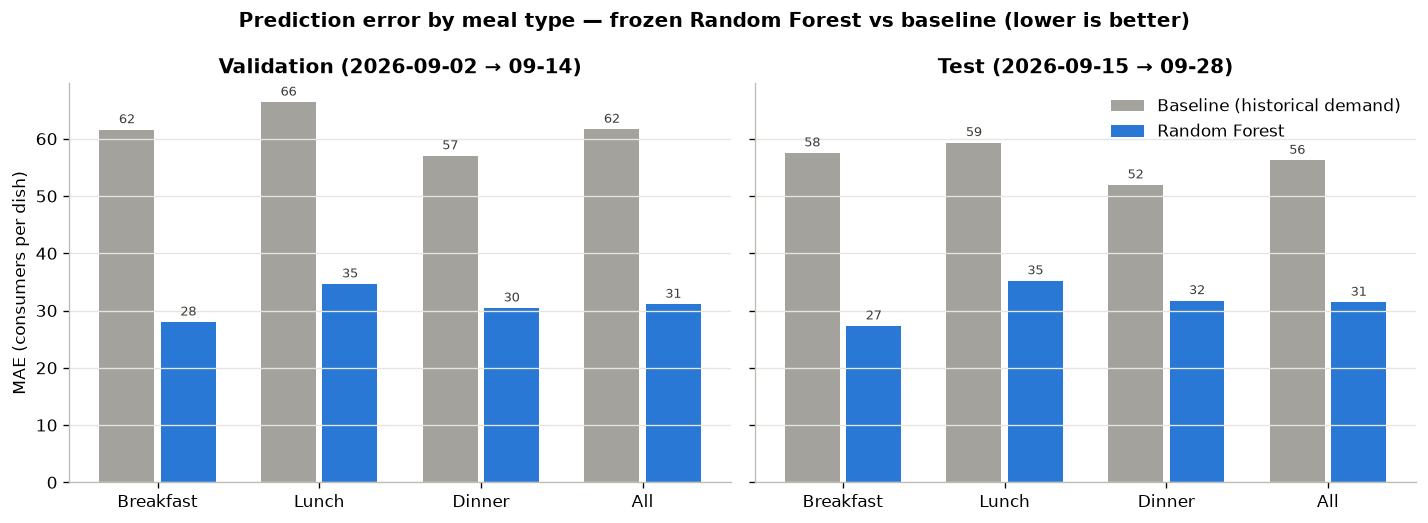 Prediction error by meal type — frozen Random Forest vs baseline (lower is better)
Validation (2026-09-02 → 09-14)
MAE (consumers per dish)
60
50
40
30
20
10
0
62
28
66
35
57
30
62
31
Breakfast
Lunch
Dinner
All
Test (2026-09-15 → 09-28)
Baseline (historical demand)
Random Forest
58
27
59
35
52
32
56
31
Breakfast
Lunch
Dinner
All